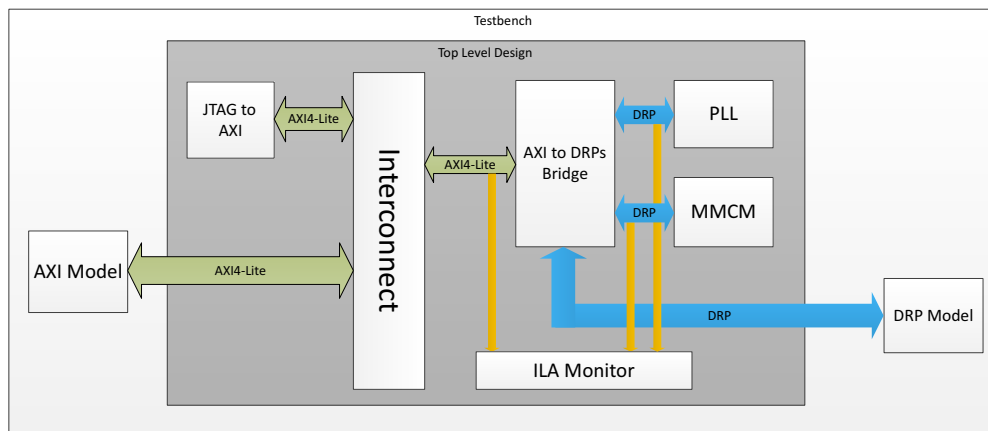 Testbench
Top Level Design
JTAG to
AXI
AXI4-Lite
Interconnect
AXI4-Lite
AXI to DRPs
Bridge
DRP
PLL
DRP
MMCM
AXI Model
AXI4-Lite
DRP
DRP Model
ILA Monitor